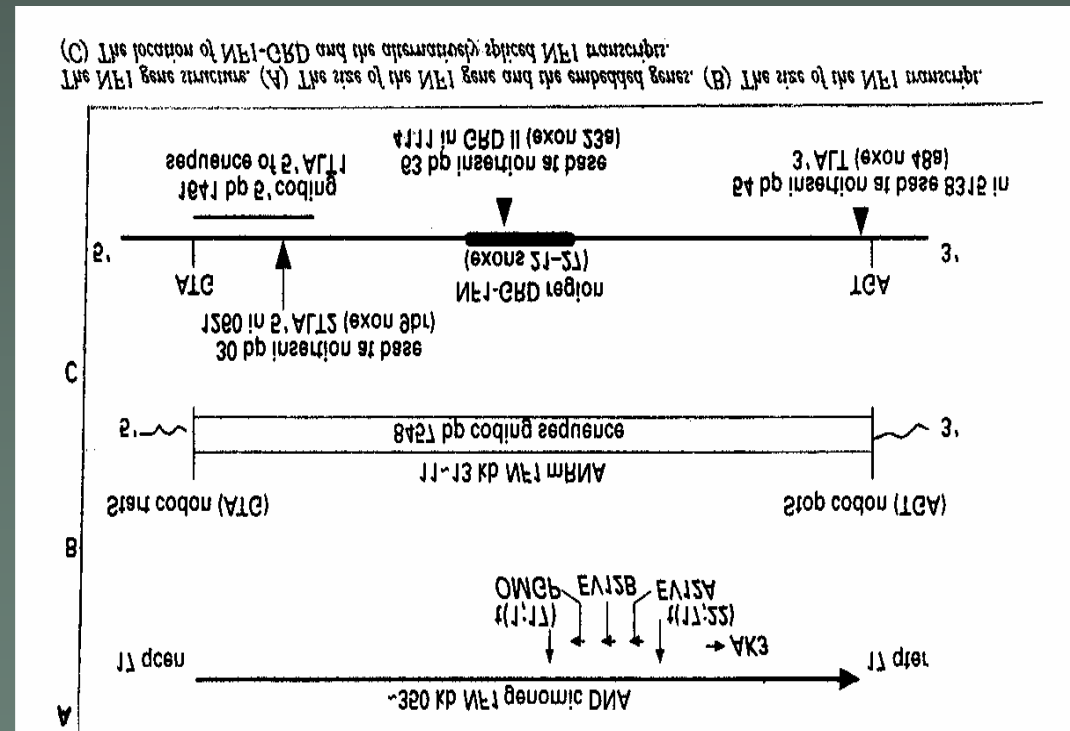 A
~350 kb NF1 genomic DNA
17 qcen
17 qter
AK3
t(1;17)
t(17;22)
OMGP
EV12B
EV12A
B
Start codon (ATG)
Stop codon (TGA)
11~13 kb NF1 mRNA
5'
8457 bp coding sequence
3'
C
30 bp insertion at base
1260 in 5' ALT2 (exon 9br)
ATG
NF1-GRD region
(exons 21–27)
TGA
5'
3'
1641 bp 5' coding
sequence of 5' ALT1
63 bp insertion at base
4111 in GRD II (exon 23a)
54 bp insertion at base 8315 in
3' ALT (exon 48a)
The NF1 gene structure. (A) The size of the NF1 gene and the embedded genes. (B) The size of the NF1 transcript.
(C) The location of NF1-GRD and the alternatively spliced NF1 transcripts.